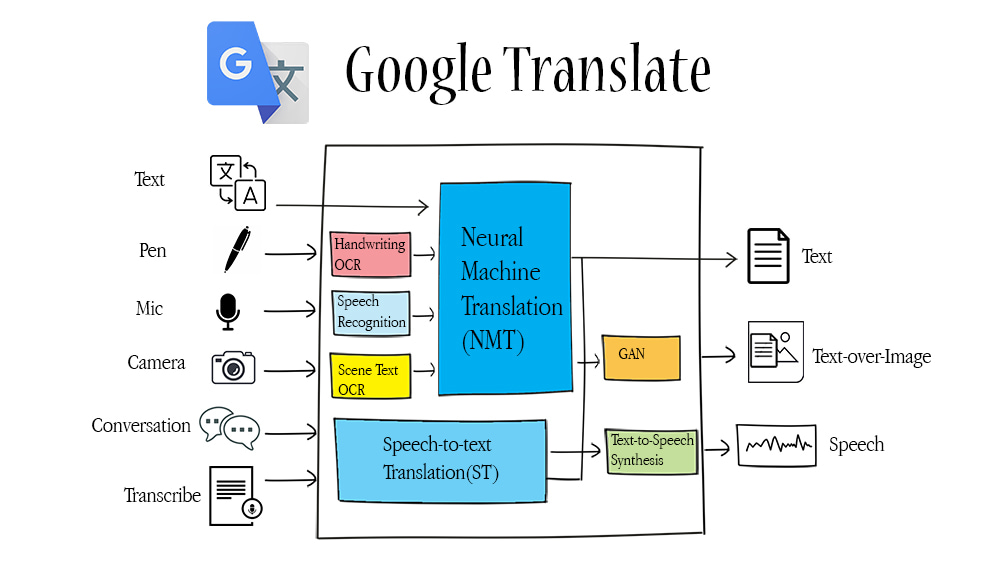 G 文
Google Translate
Text
文
A
Pen
Mic
Camera
Conversation
Transcribe
Handwriting
OCR
Speech
Recognition
Scene Text
OCR
Neural
Machine
Translation
(NMT)
Speech-to-text
Translation(ST)
GAN
Text-to-Speech
Synthesis
Text
Text-over-Image
Speech